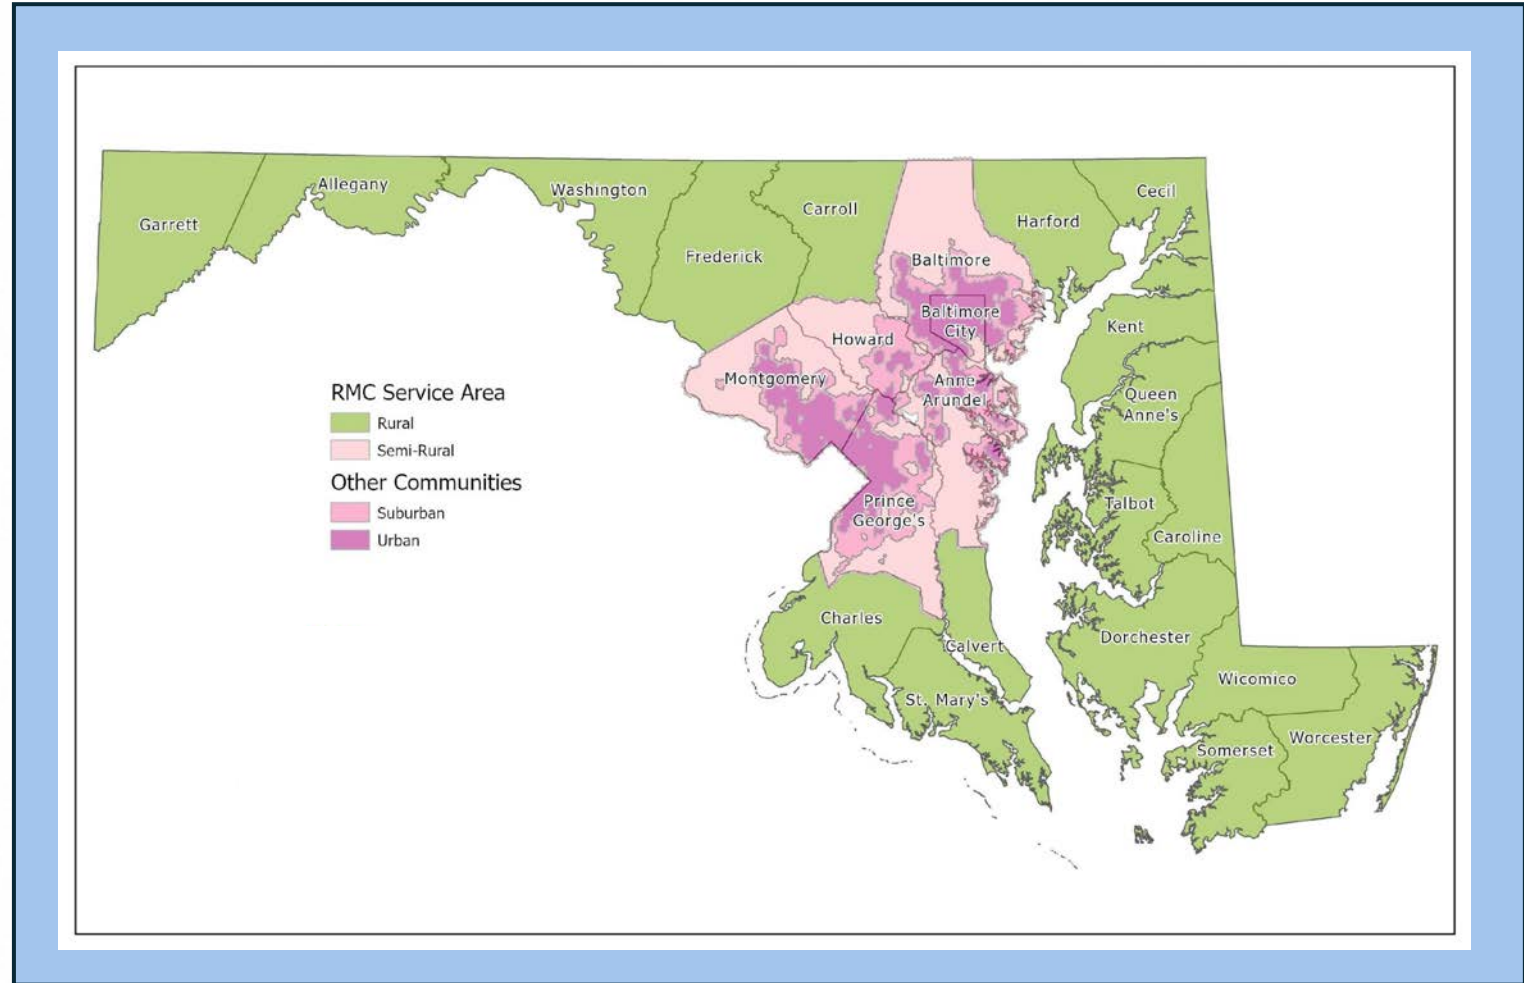 Garrett
Allegany
Washington
Frederick
Carroll
Baltimore
Harford
Cecil
Baltimore
City
Kent
Howard
Montgomery
Anne
Arundel
Queen
Anne's
RMC Service Area
Rural
Semi-Rural
Other Communities
Suburban
Urban
Prince
George's
Talbot
Caroline
Charles
Calvert
St. Mary's
Dorchester
Wicomico
Somerset
Worcester